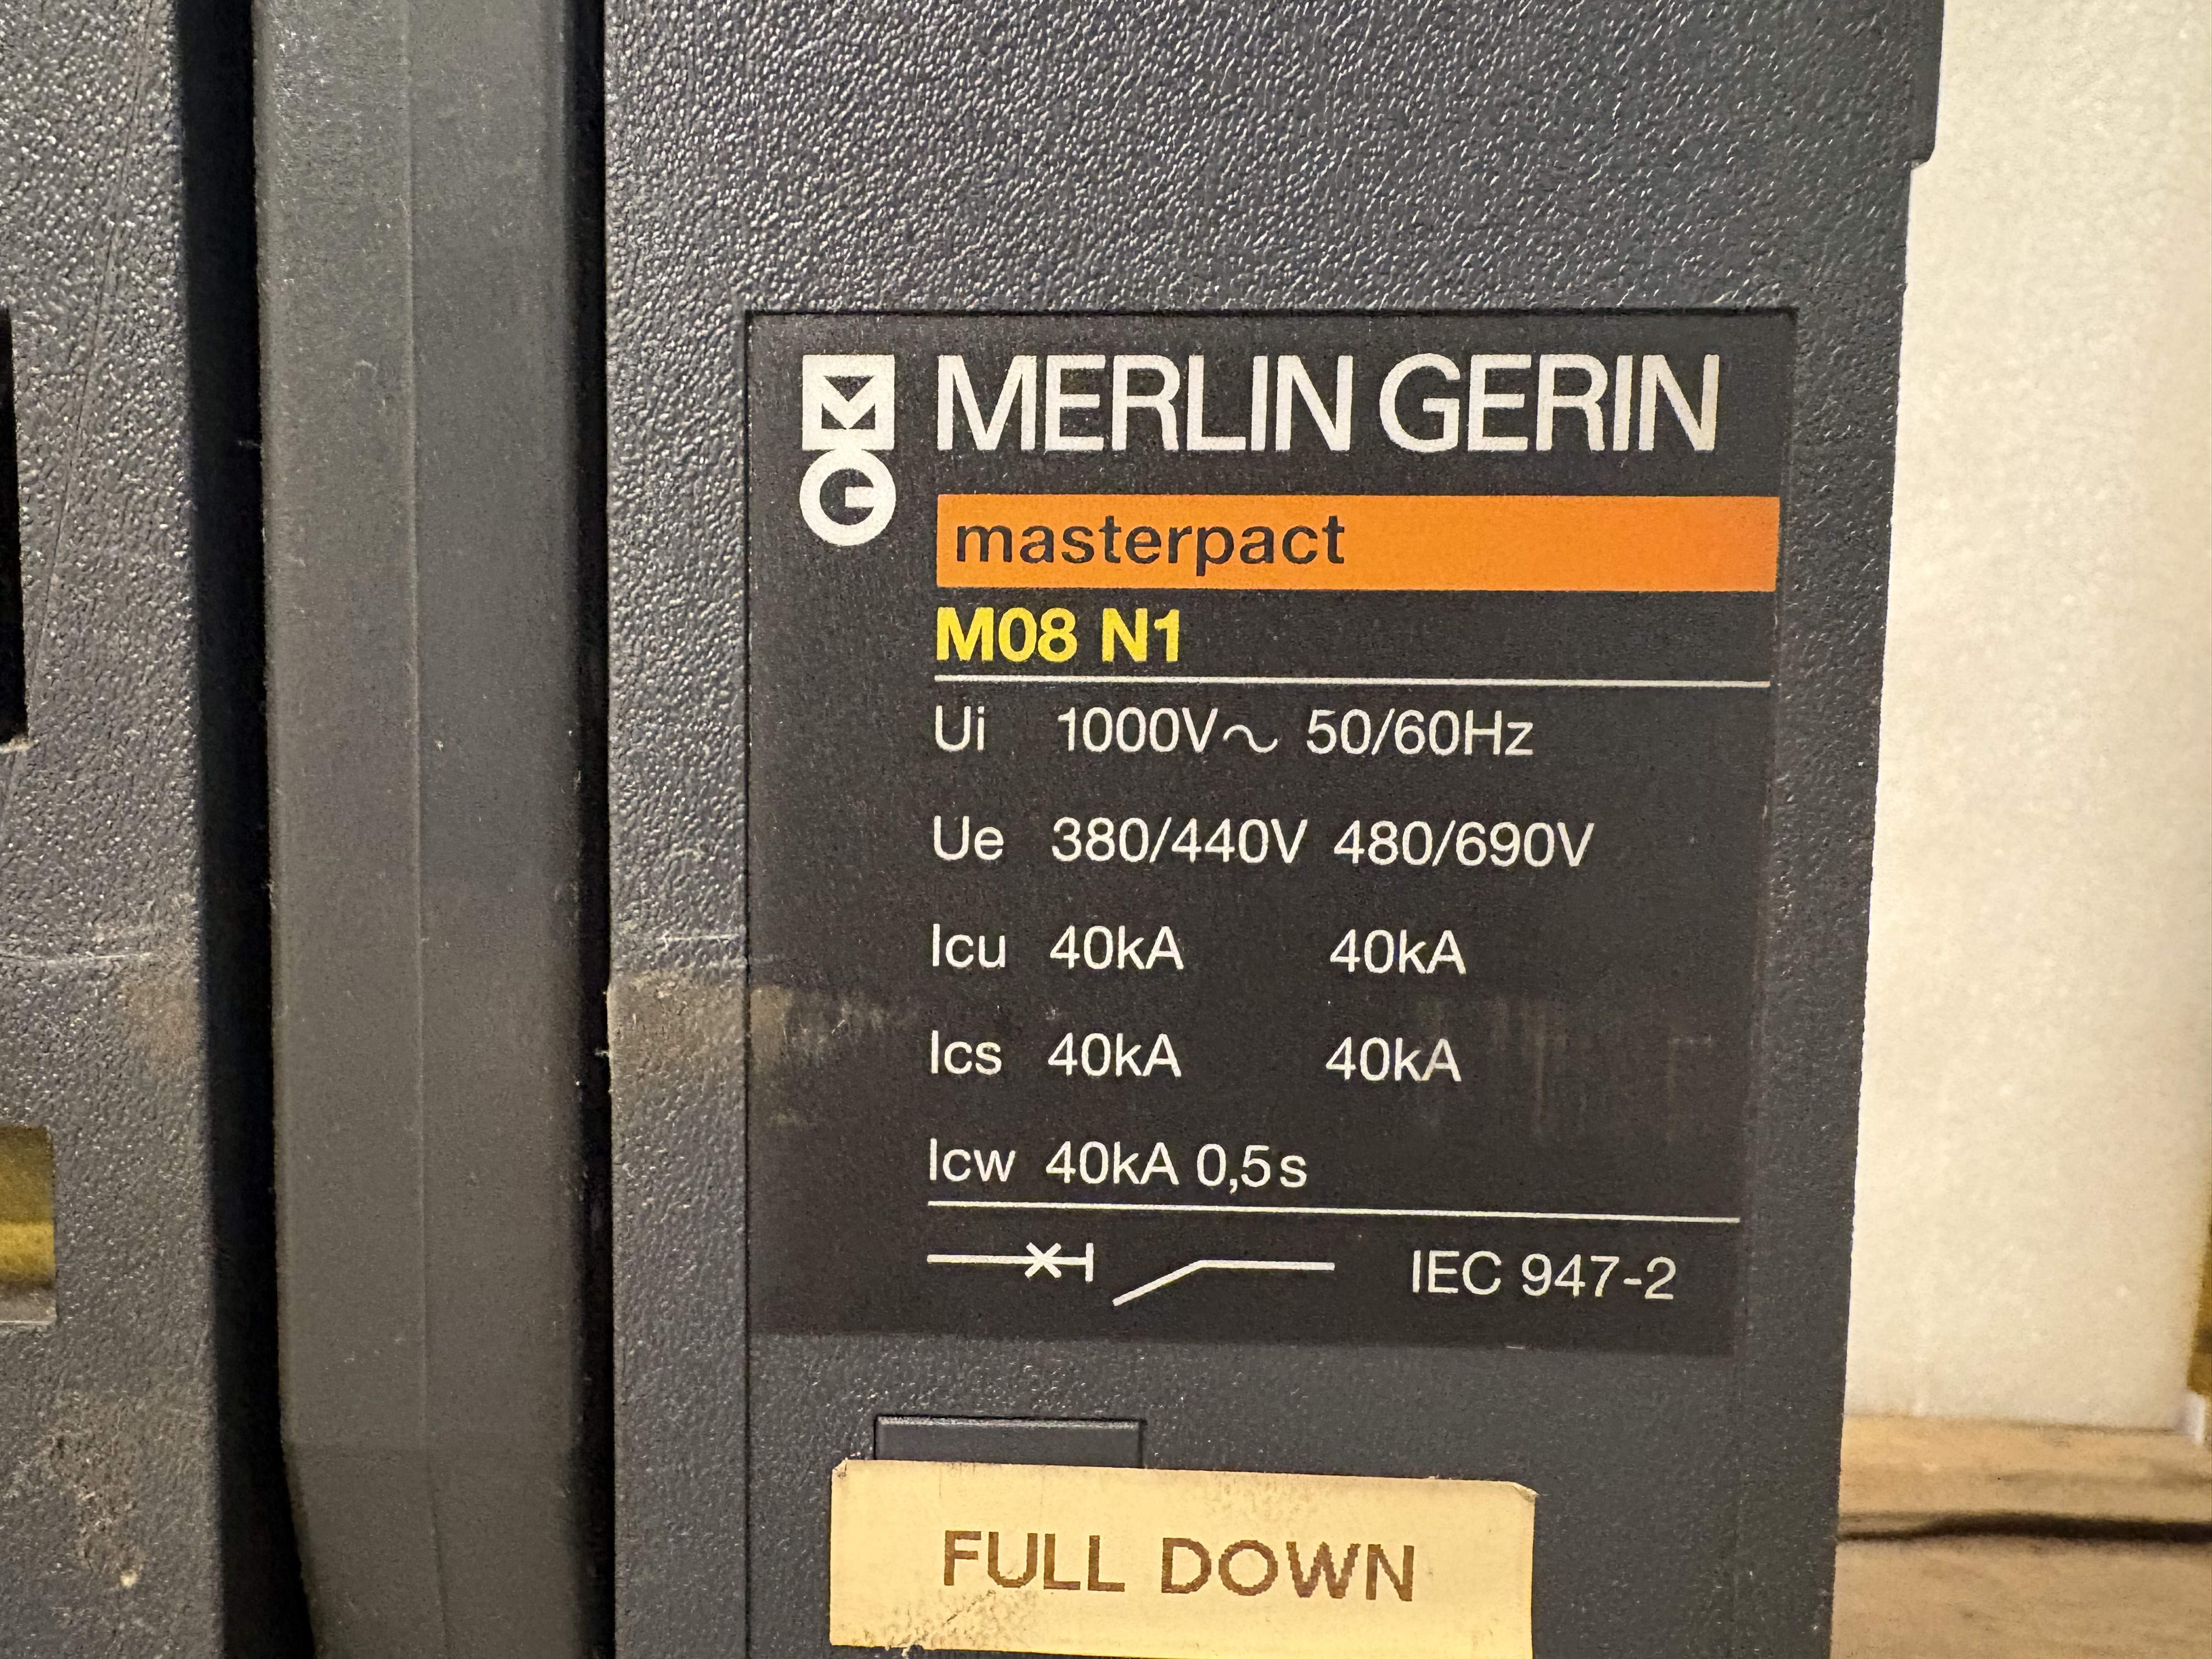 MERLIN GERIN
masterpact
M08 N1
Ui 1000V~ 50/60Hz
Ue 380/440V 480/690V
Icu 40kA 40kA
Ics 40kA 40kA
Icw 40kA 0,5s
IEC 947-2
FULL DOWN